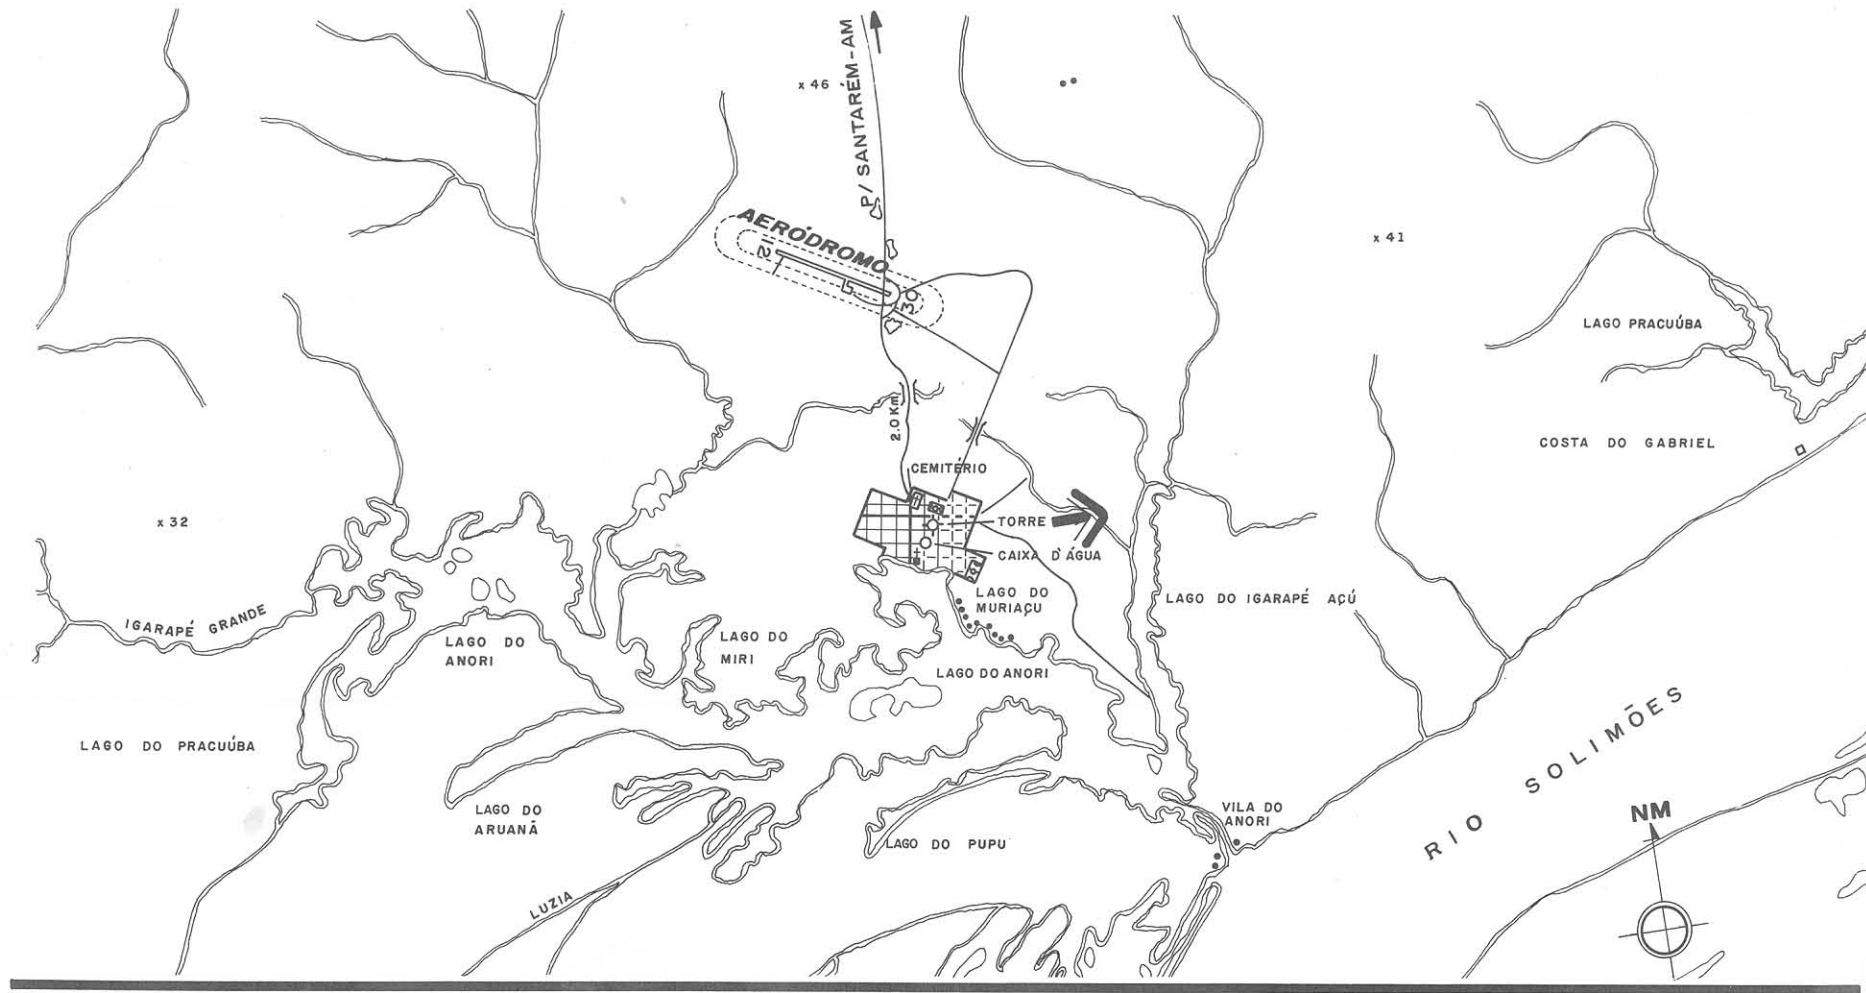 P/ SANTARÉM-AM
x 46
x 41
AERÓDROMO
12
30
LAGO PRACUÚBA
2.0 Km
COSTA DO GABRIEL
CEMITÉRIO
x 32
TORRE
CAIXA D'ÁGUA
LAGO DO
MURIAÇU
LAGO DO IGARAPÉ AÇÚ
IGARAPÉ GRANDE
LAGO DO
ANORI
LAGO DO
MIRI
LAGO DO ANORI
LAGO DO PRACUÚBA
RIO SOLIMÕES
LAGO DO
ARUANÃ
VILA DO
ANORI
NM
LAGO DO PUPU
LUZIA